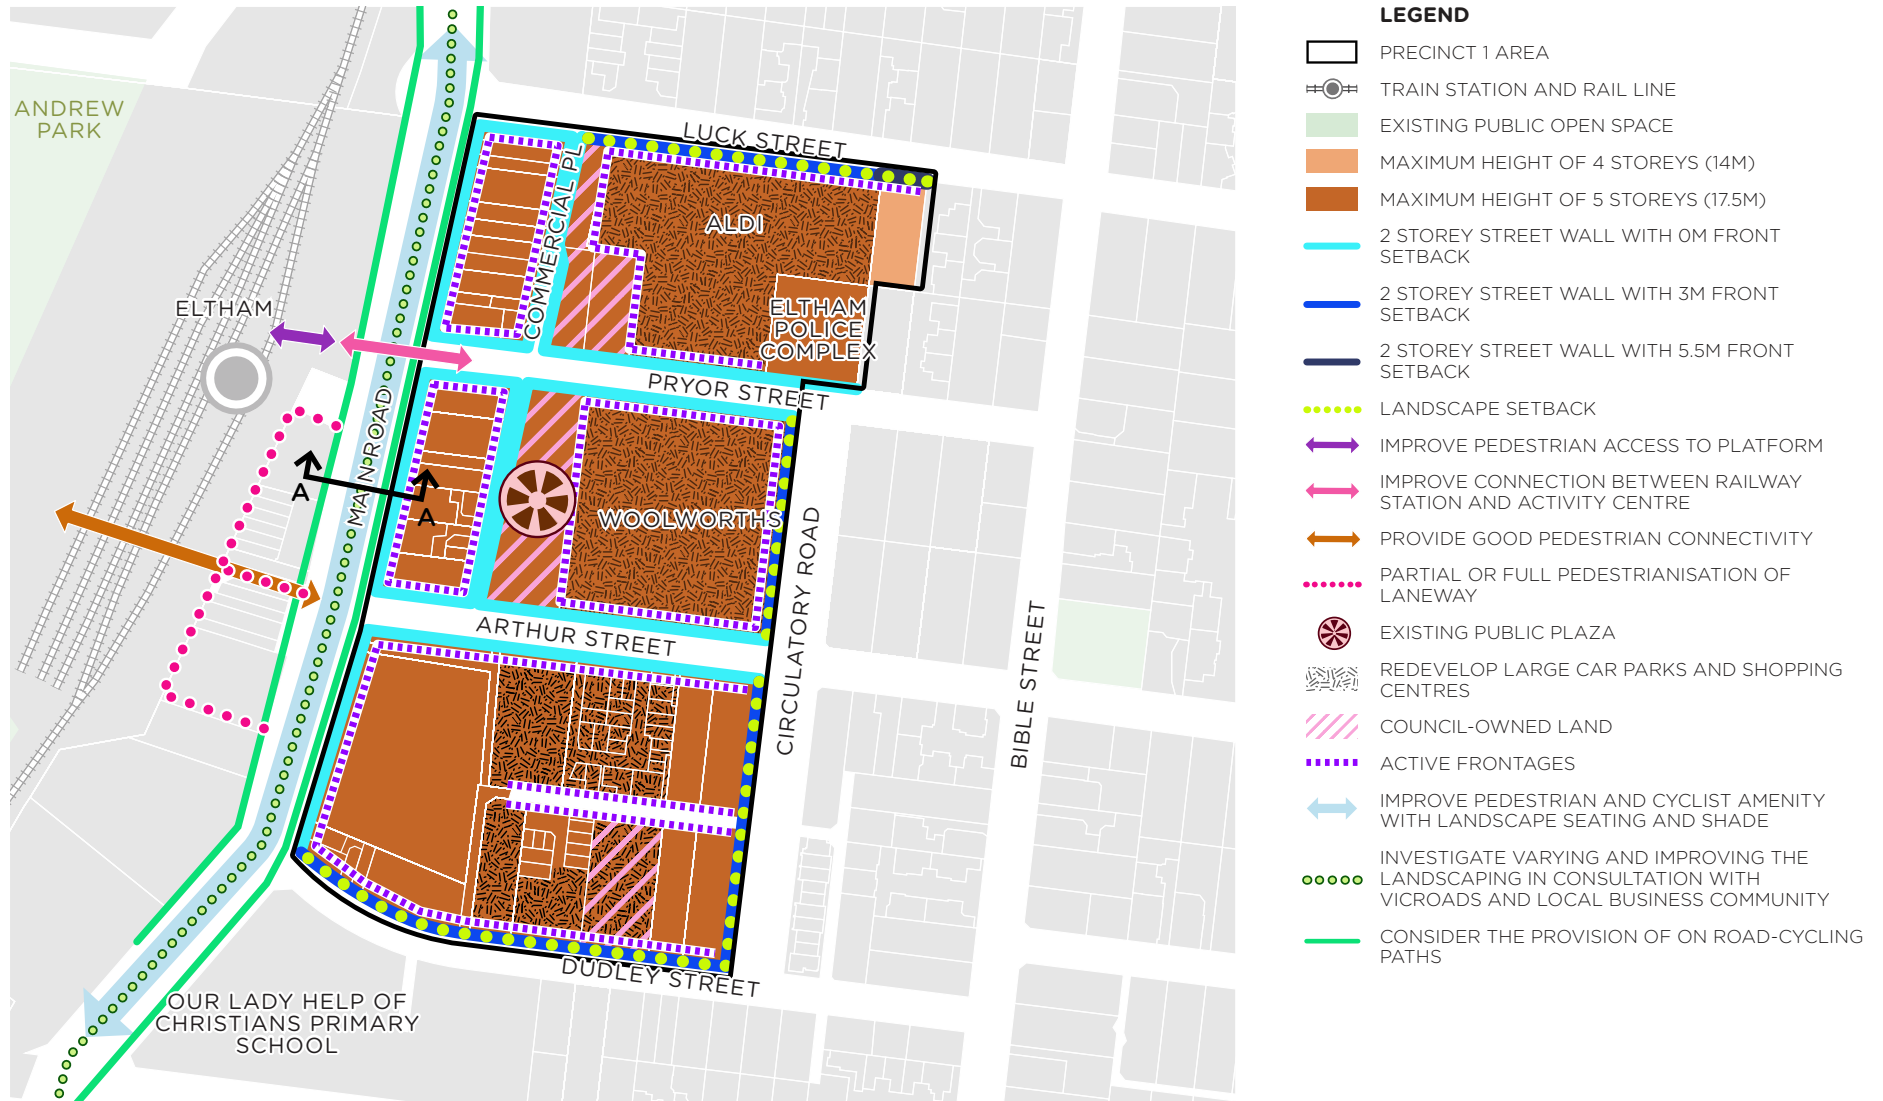 ANDREW
PARK
LUCK STREET
COMMERCIAL PL
ALDI
ELTHAM
ELTHAM
POLICE
COMPLEX
PRYOR STREET
MAIN ROAD
A
A
WOOLWORTHS
CIRCULATORY ROAD
ARTHUR STREET
BIBLE STREET
DUDLEY STREET
OUR LADY HELP OF
CHRISTIANS PRIMARY
SCHOOL
LEGEND
PRECINCT 1 AREA
TRAIN STATION AND RAIL LINE
EXISTING PUBLIC OPEN SPACE
MAXIMUM HEIGHT OF 4 STOREYS (14M)
MAXIMUM HEIGHT OF 5 STOREYS (17.5M)
2 STOREY STREET WALL WITH 0M FRONT
SETBACK
2 STOREY STREET WALL WITH 3M FRONT
SETBACK
2 STOREY STREET WALL WITH 5.5M FRONT
SETBACK
LANDSCAPE SETBACK
IMPROVE PEDESTRIAN ACCESS TO PLATFORM
IMPROVE CONNECTION BETWEEN RAILWAY
STATION AND ACTIVITY CENTRE
PROVIDE GOOD PEDESTRIAN CONNECTIVITY
PARTIAL OR FULL PEDESTRIANISATION OF
LANEWAY
EXISTING PUBLIC PLAZA
REDEVELOP LARGE CAR PARKS AND SHOPPING
CENTRES
COUNCIL-OWNED LAND
ACTIVE FRONTAGES
IMPROVE PEDESTRIAN AND CYCLIST AMENITY
WITH LANDSCAPE SEATING AND SHADE
INVESTIGATE VARYING AND IMPROVING THE
LANDSCAPING IN CONSULTATION WITH
VICROADS AND LOCAL BUSINESS COMMUNITY
CONSIDER THE PROVISION OF ON ROAD-CYCLING
PATHS